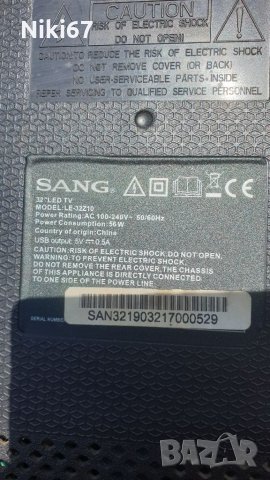 Niki67
CAUTION
RISK OF ELECTRIC SHOCK
DO NOT OPEN!
CAUTION:TO REDUCE THE RISK OF ELECTRIC SHOCK
DO NOT REMOVE COVER (OR BACK)
NO USER-SERVICEABLE PARTS INSIDE
REFER SERVICING TO QUALIFIED SERVICE PERSONNEL
SANG
CE
32"LED TV
MODEL:LE-32Z10
Power Rating:AC 100-240V~ 50/60Hz
Power Consumption:56W
Country of origin:China
USB output: 5V⎓0.5A
CAUTION: RISK OF ELECTRIC SHOCK, DO NOT OPEN.
WARNING: TO PREVENT ELECTRIC SHOCK,
DO NOT REMOVE THE REAR COVER, THE CHASSIS
OF THIS APPLIANCE IS DIRECTLY CONNECTED
TO ONE SIDE OF THE POWER LINE.
SERIAL NUMBER
SAN321903217000529
bazar
БГ